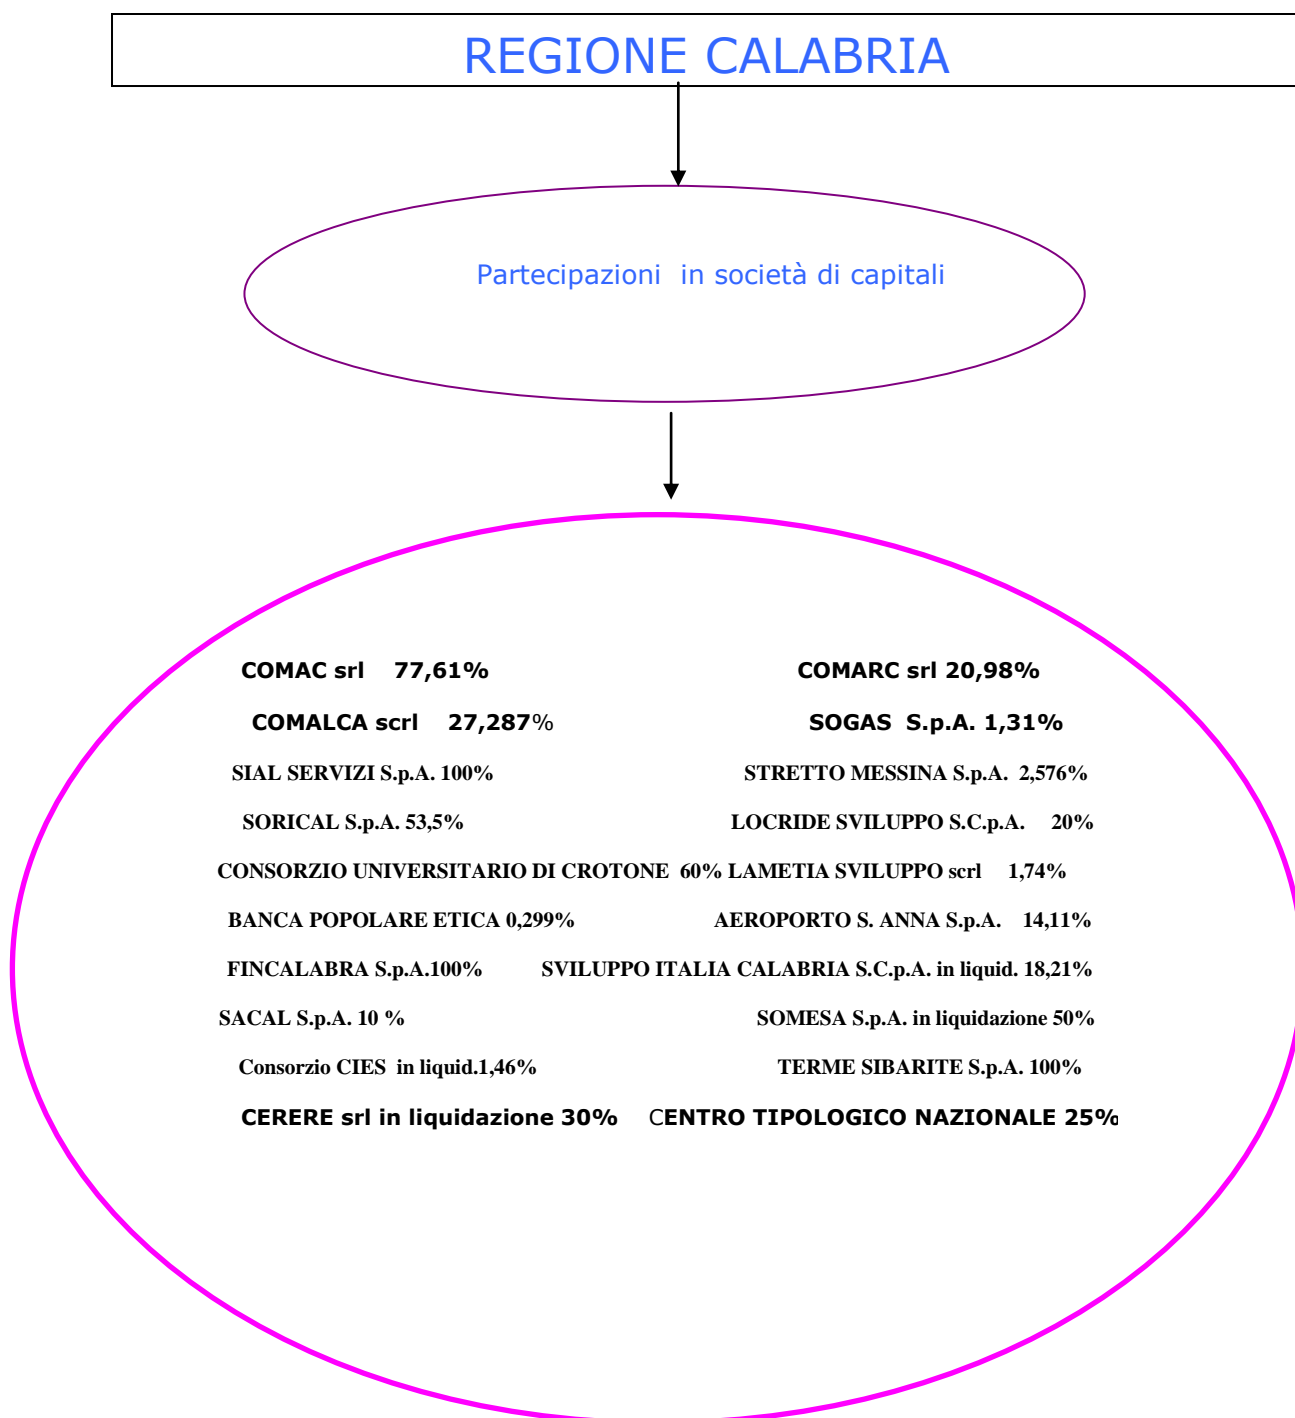 REGIONE CALABRIA
Partecipazioni in società di capitali
COMAC srl 77,61% COMARC srl 20,98%
COMALCA scrl 27,287% SOGAS S.p.A. 1,31%
SIAL SERVIZI S.p.A. 100% STRETTO MESSINA S.p.A. 2,576%
SORICAL S.p.A. 53,5% LOCRIDE SVILUPPO S.C.p.A. 20%
CONSORZIO UNIVERSITARIO DI CROTONE 60% LAMETIA SVILUPPO scrl 1,74%
BANCA POPOLARE ETICA 0,299% AEROPORTO S. ANNA S.p.A. 14,11%
FINCALABRA S.p.A.100% SVILUPPO ITALIA CALABRIA S.C.p.A. in liquid. 18,21%
SACAL S.p.A. 10 % SOMESA S.p.A. in liquidazione 50%
Consorzio CIES in liquid.1,46% TERME SIBARITE S.p.A. 100%
CERERE srl in liquidazione 30% CENTRO TIPOLOGICO NAZIONALE 25%